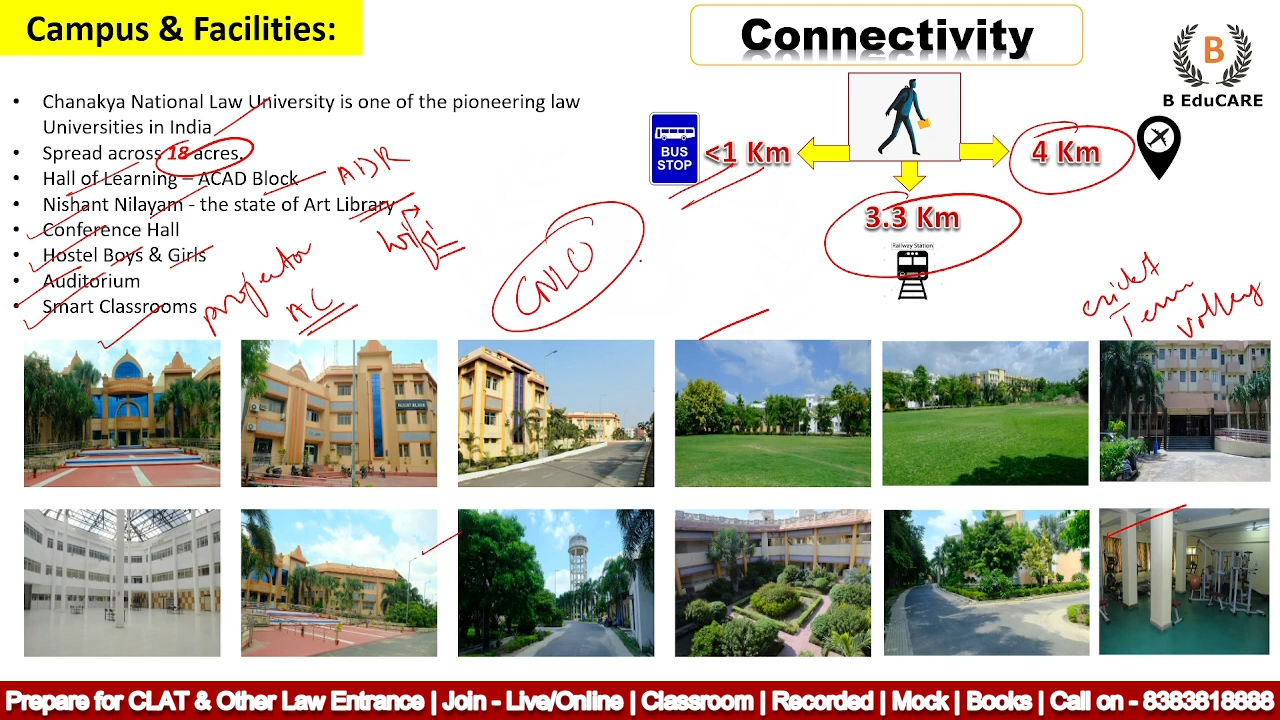 Campus & Facilities:
Connectivity
B
B EduCARE
• Chanakya National Law University is one of the pioneering law
Universities in India
• Spread across 18 acres.
• Hall of Learning – ACAD Block
• Nishant Nilayam - the state of Art Library
• Conference Hall
• Hostel Boys & Girls
• Auditorium
• Smart Classrooms
ADR
wifi
projector
AC
CNLU
BUS
STOP
<1 Km
4 Km
3.3 Km
Railway Station
cricket
Tennis
volley
Prepare for CLAT & Other Law Entrance | Join - Live/Online | Classroom | Recorded | Mock | Books | Call on - 8383818888